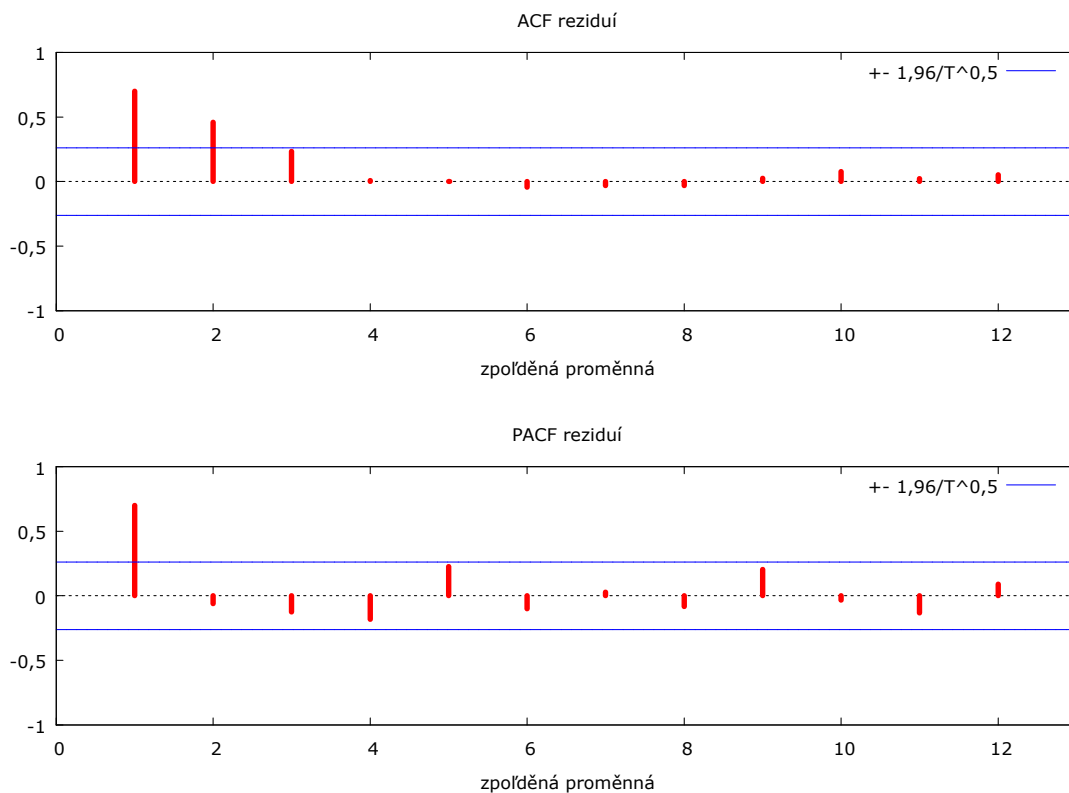 ACF reziduí
1
+- 1,96/T^0,5
0,5
0
-0,5
-1
0 2 4 6 8 10 12
zpoľděná proměnná
PACF reziduí
1
+- 1,96/T^0,5
0,5
0
-0,5
-1
0 2 4 6 8 10 12
zpoľděná proměnná